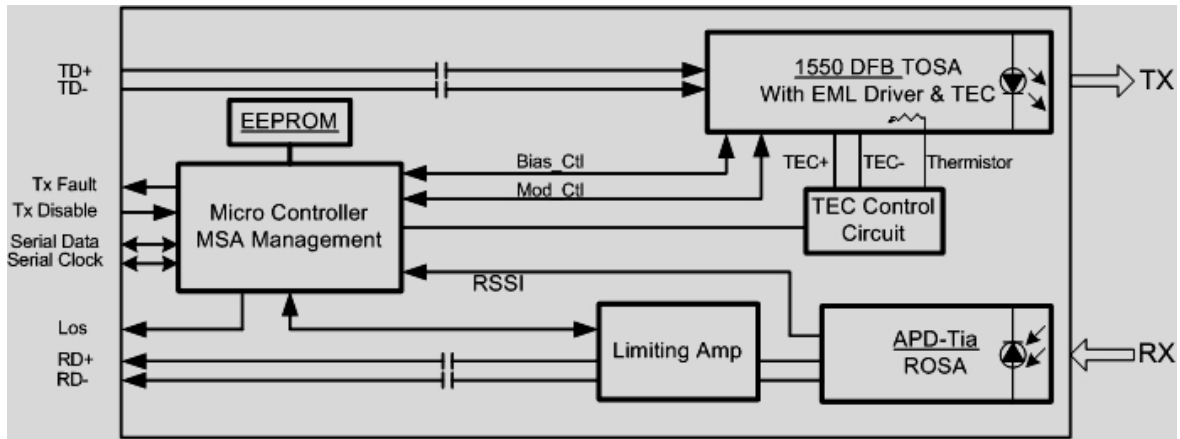 TD+
TD-
1550 DFB TOSA
With EML Driver & TEC
TX
EEPROM
Bias_Ctl
Mod_Ctl
TEC+
TEC-
Thermistor
Tx Fault
Tx Disable
Serial Data
Serial Clock
Micro Controller
MSA Management
TEC Control
Circuit
RSSI
Los
RD+
RD-
Limiting Amp
APD-Tia
ROSA
RX